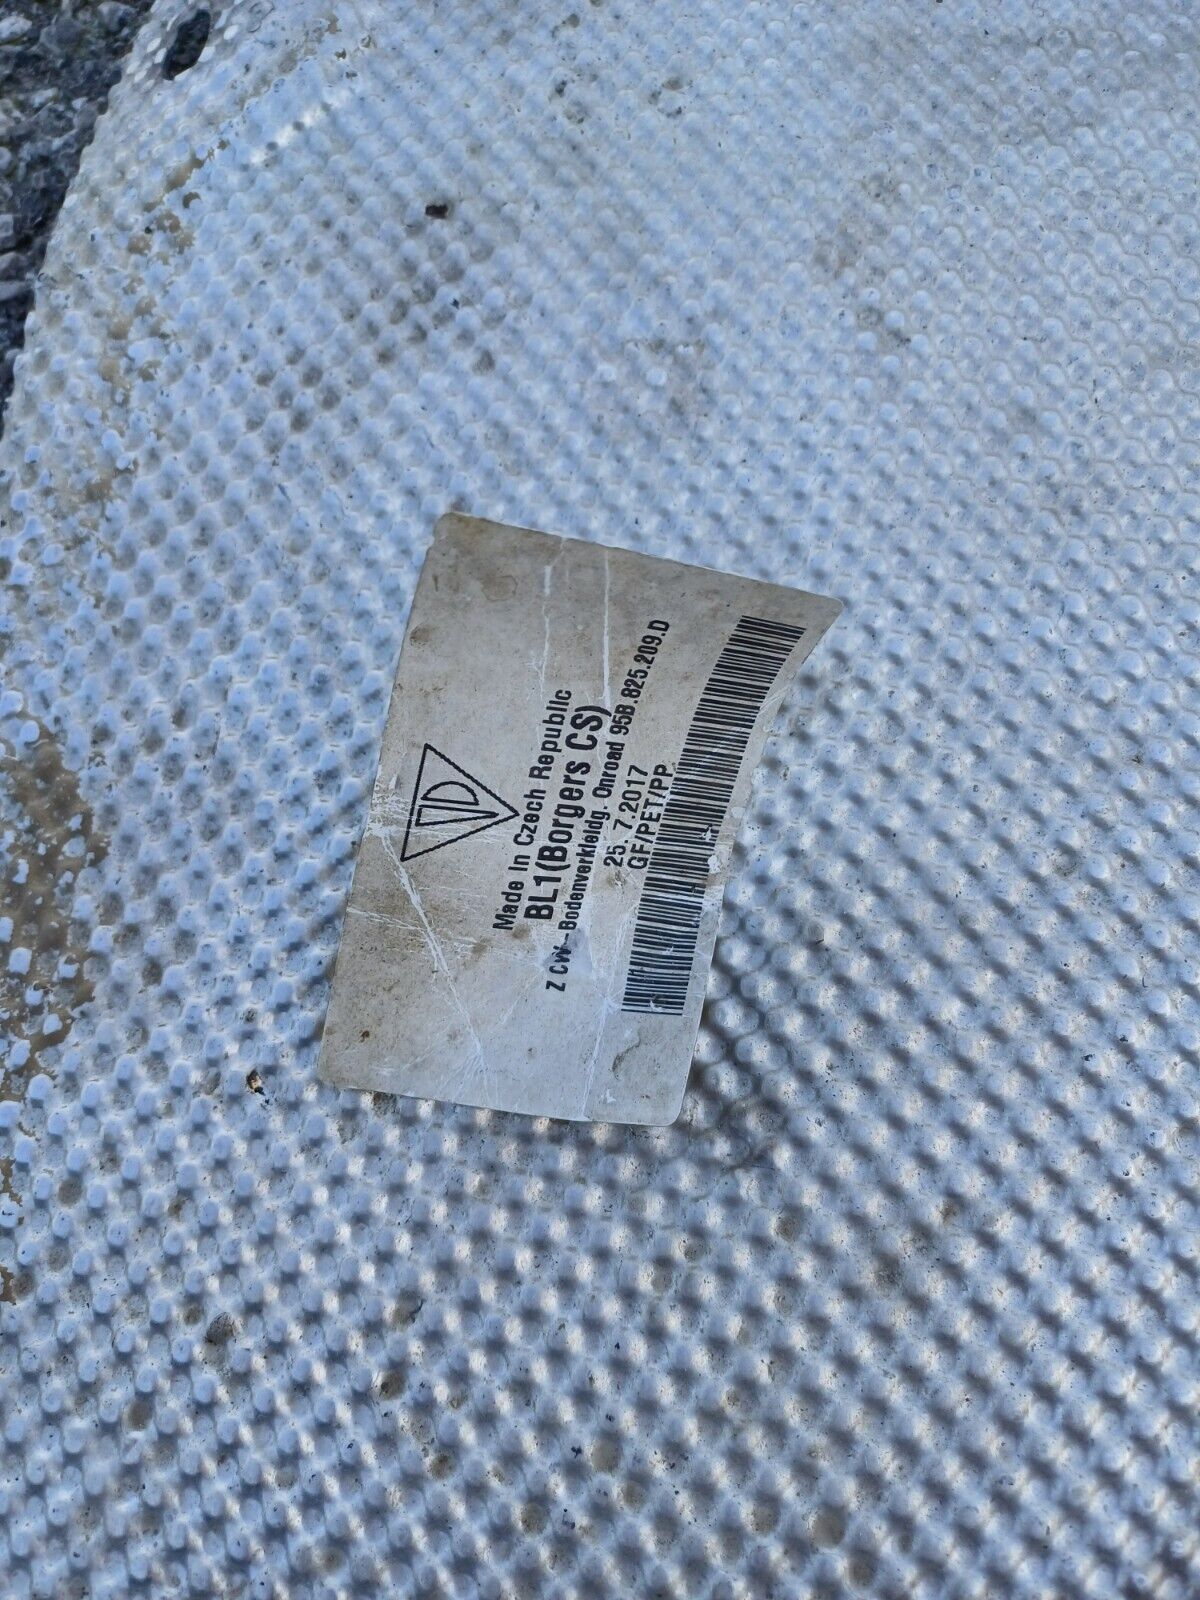 Made in Czech Republic
BL1(Borgers CS)
Z CW-Bodenverkleidg. Onroad 95B.825.209.D
25. 7.2017
GF/PET/PP